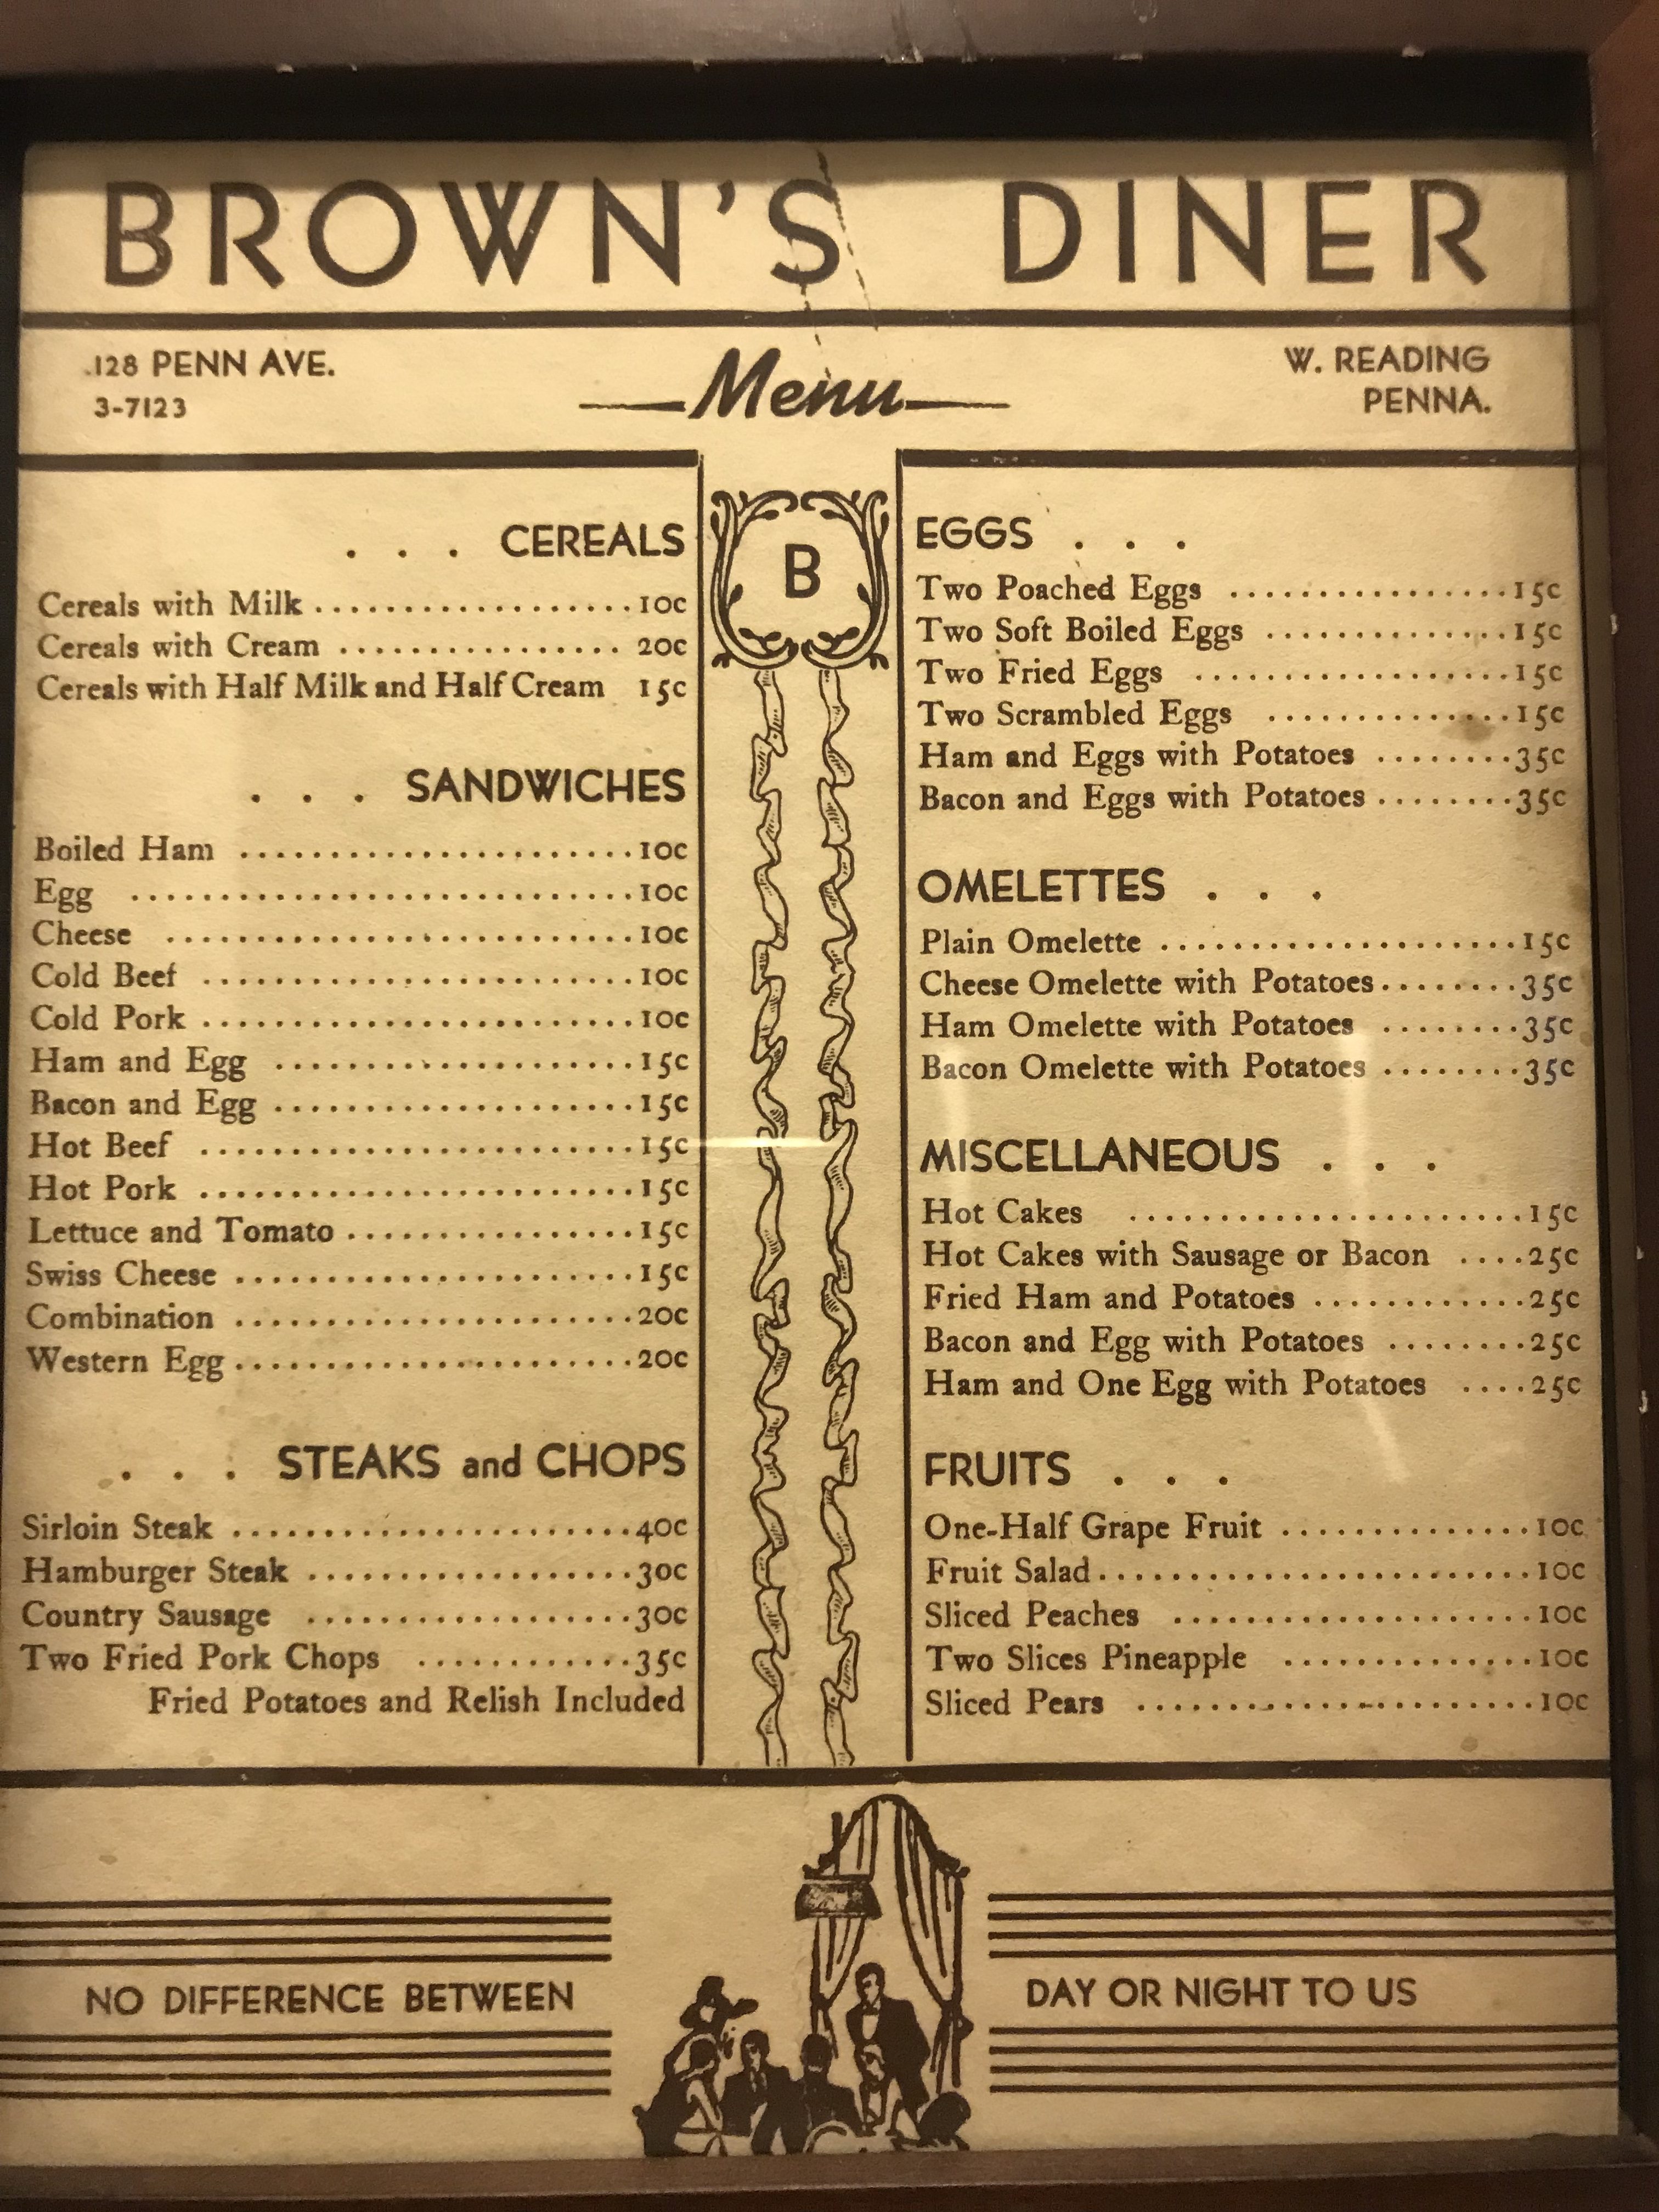 BROWN'S DINER
128 PENN AVE.
3-7123
Menu
W. READING
PENNA.
B
. . . CEREALS
Cereals with Milk ...................10c
Cereals with Cream ................. 20c
Cereals with Half Milk and Half Cream 15c
. . . SANDWICHES
Boiled Ham ........................10c
Egg ..............................10c
Cheese ............................10c
Cold Beef ..........................10c
Cold Pork ..........................10c
Ham and Egg ......................15c
Bacon and Egg ......................15c
Hot Beef ..........................15c
Hot Pork ..........................15c
Lettuce and Tomato .................15c
Swiss Cheese ........................15c
Combination ........................20c
Western Egg ........................20c
. . . STEAKS and CHOPS
Sirloin Steak ........................40c
Hamburger Steak ...................30c
Country Sausage ...................30c
Two Fried Pork Chops ............35c
Fried Potatoes and Relish Included
EGGS . . .
Two Poached Eggs .................15c
Two Soft Boiled Eggs ..............15c
Two Fried Eggs ...................15c
Two Scrambled Eggs ..............15c
Ham and Eggs with Potatoes ........35c
Bacon and Eggs with Potatoes ........35c
OMELETTES . . .
Plain Omelette .....................15c
Cheese Omelette with Potatoes ........35c
Ham Omelette with Potatoes ........35c
Bacon Omelette with Potatoes ........35c
MISCELLANEOUS . . .
Hot Cakes .......................15c
Hot Cakes with Sausage or Bacon ....25c
Fried Ham and Potatoes ............25c
Bacon and Egg with Potatoes ........25c
Ham and One Egg with Potatoes ....25c
FRUITS . . .
One-Half Grape Fruit ..............10c
Fruit Salad .........................10c
Sliced Peaches .....................10c
Two Slices Pineapple ..............10c
Sliced Pears .......................10c
NO DIFFERENCE BETWEEN
DAY OR NIGHT TO US